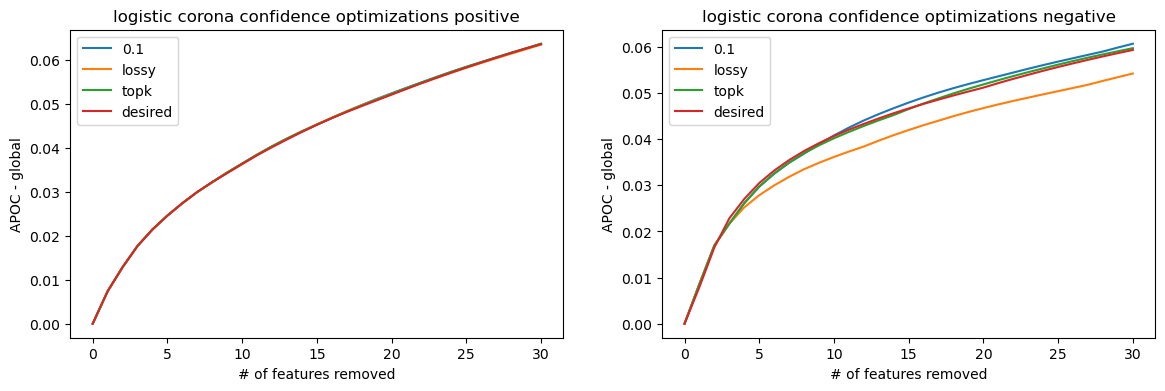 logistic corona confidence optimizations positive
0.1
lossy
topk
desired
APOC - global
0.06
0.05
0.04
0.03
0.02
0.01
0.00
0 5 10 15 20 25 30
# of features removed
logistic corona confidence optimizations negative
0.1
lossy
topk
desired
APOC - global
0.06
0.05
0.04
0.03
0.02
0.01
0.00
0 5 10 15 20 25 30
# of features removed